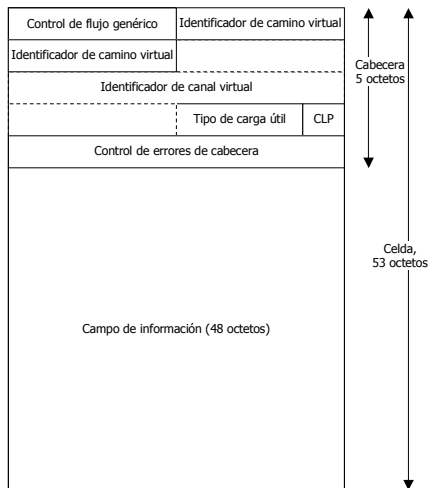 Control de flujo genérico
Identificador de camino virtual
Identificador de camino virtual
Identificador de canal virtual
Tipo de carga útil
CLP
Control de errores de cabecera
Cabecera
5 octetos
Campo de información (48 octetos)
Celda,
53 octetos